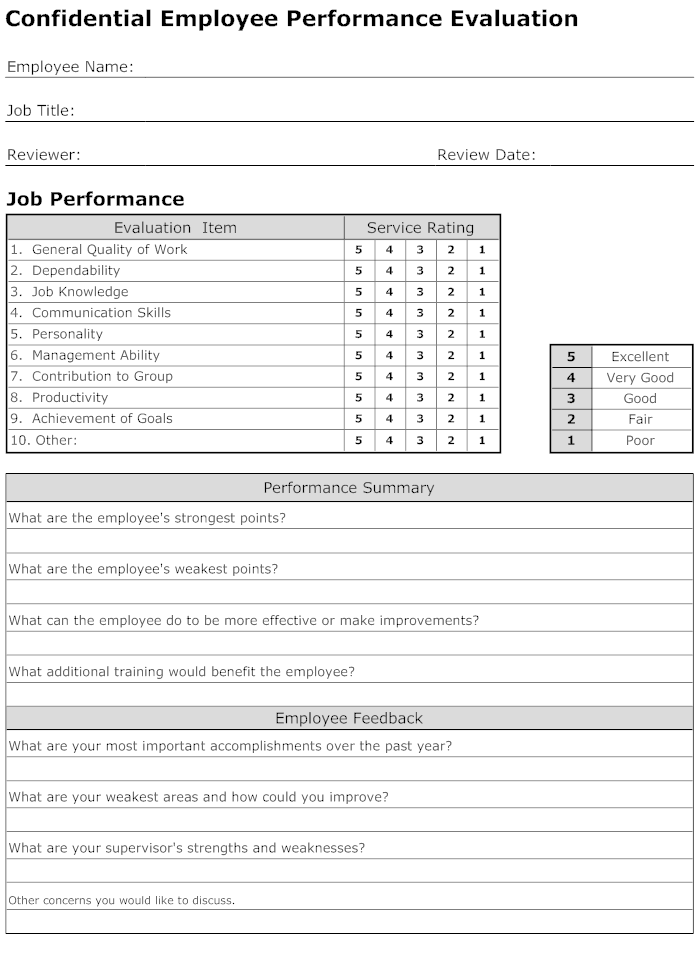 Confidential Employee Performance Evaluation
Employee Name:
Job Title:
Reviewer: Review Date:
Job Performance
Evaluation Item Service Rating
1. General Quality of Work 5 4 3 2 1
2. Dependability 5 4 3 2 1
3. Job Knowledge 5 4 3 2 1
4. Communication Skills 5 4 3 2 1
5. Personality 5 4 3 2 1
6. Management Ability 5 4 3 2 1
7. Contribution to Group 5 4 3 2 1
8. Productivity 5 4 3 2 1
9. Achievement of Goals 5 4 3 2 1
10. Other: 5 4 3 2 1
5 Excellent
4 Very Good
3 Good
2 Fair
1 Poor
Performance Summary
What are the employee's strongest points?
What are the employee's weakest points?
What can the employee do to be more effective or make improvements?
What additional training would benefit the employee?
Employee Feedback
What are your most important accomplishments over the past year?
What are your weakest areas and how could you improve?
What are your supervisor's strengths and weaknesses?
Other concerns you would like to discuss.